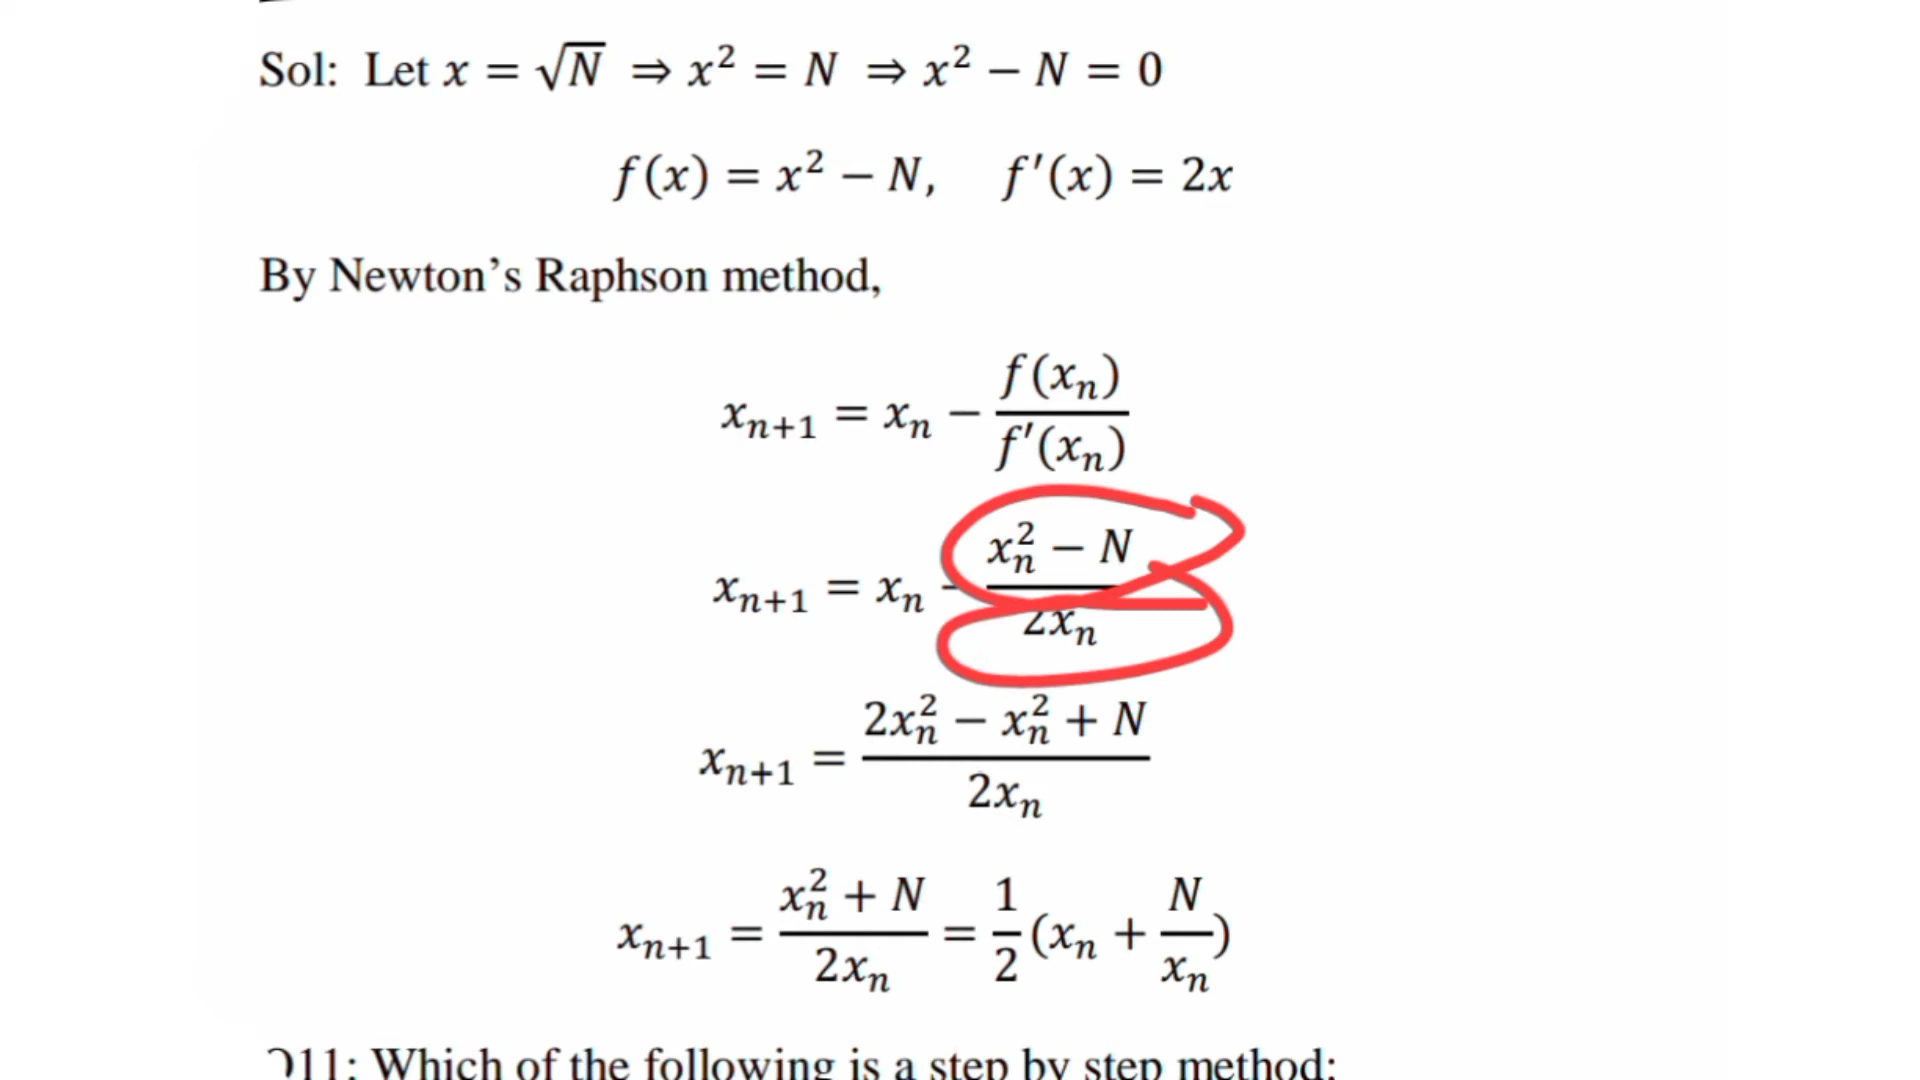 Sol: Let x = √N ⇒ x² = N ⇒ x² − N = 0
f(x) = x² − N, f′(x) = 2x
By Newton’s Raphson method,
xₙ₊₁ = xₙ − f(xₙ) / f′(xₙ)
xₙ₊₁ = xₙ − (xₙ² − N) / 2xₙ
xₙ₊₁ = (2xₙ² − xₙ² + N) / 2xₙ
xₙ₊₁ = (xₙ² + N) / 2xₙ = 1/2 (xₙ + N/xₙ)
Q11: Which of the following is a step by step method: